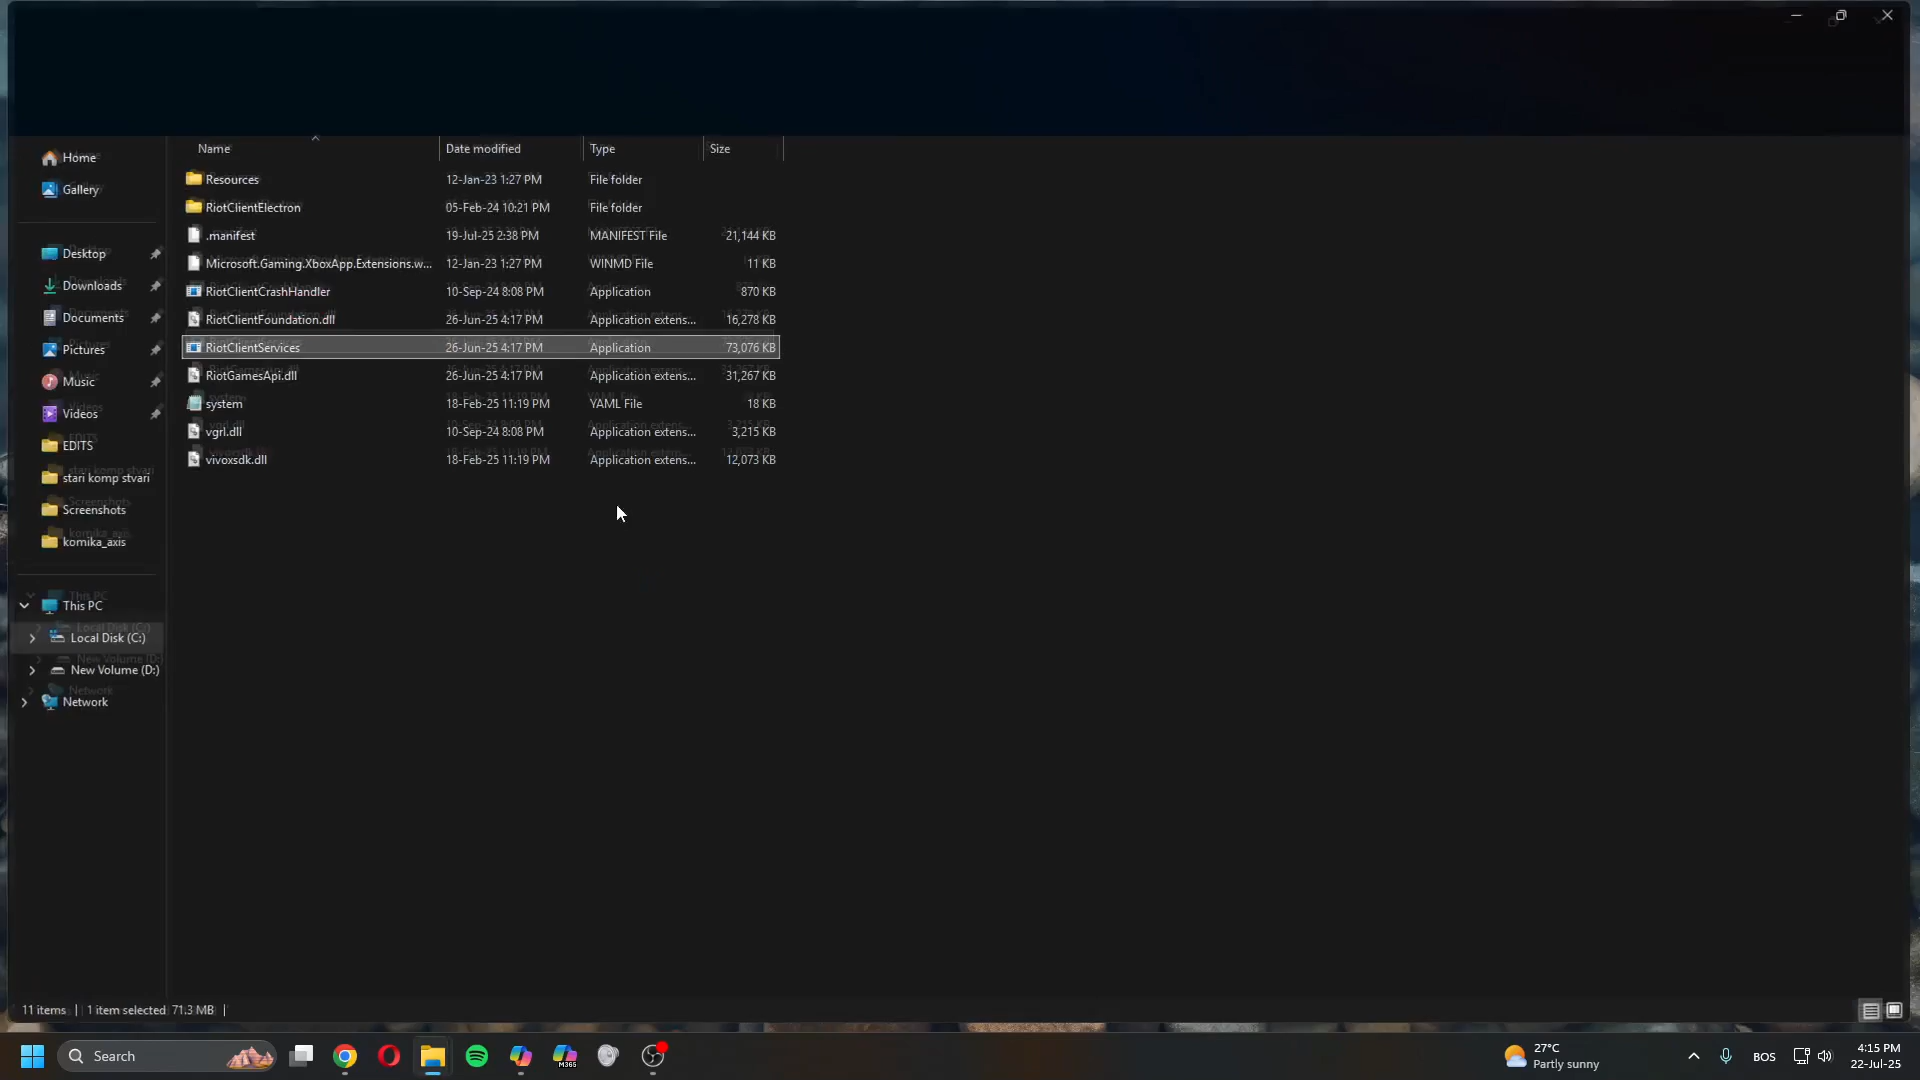 Name Date modified Type Size
Home
Gallery
Desktop
Downloads
Documents
Pictures
Music
Videos
EDITS
stari komp stvari
Screenshots
komika_axis
This PC
Local Disk (C:)
New Volume (D:)
Network
Resources 12-Jan-23 1:27 PM File folder
RiotClientElectron 05-Feb-24 10:21 PM File folder
.manifest 19-Jul-25 2:38 PM MANIFEST File 21,144 KB
Microsoft.Gaming.XboxApp.Extensions.w... 12-Jan-23 1:27 PM WINMD File 11 KB
RiotClientCrashHandler 10-Sep-24 8:08 PM Application 870 KB
RiotClientFoundation.dll 26-Jun-25 4:17 PM Application extens... 16,278 KB
RiotClientServices 26-Jun-25 4:17 PM Application 73,076 KB
RiotGamesApi.dll 26-Jun-25 4:17 PM Application extens... 31,267 KB
system 18-Feb-25 11:19 PM YAML File 18 KB
vgrl.dll 10-Sep-24 8:08 PM Application extens... 3,215 KB
vivoxsdk.dll 18-Feb-25 11:19 PM Application extens... 12,073 KB
11 items 1 item selected 71.3 MB
Search
M365
27°C
Partly sunny
BOS
4:15 PM
22-Jul-25